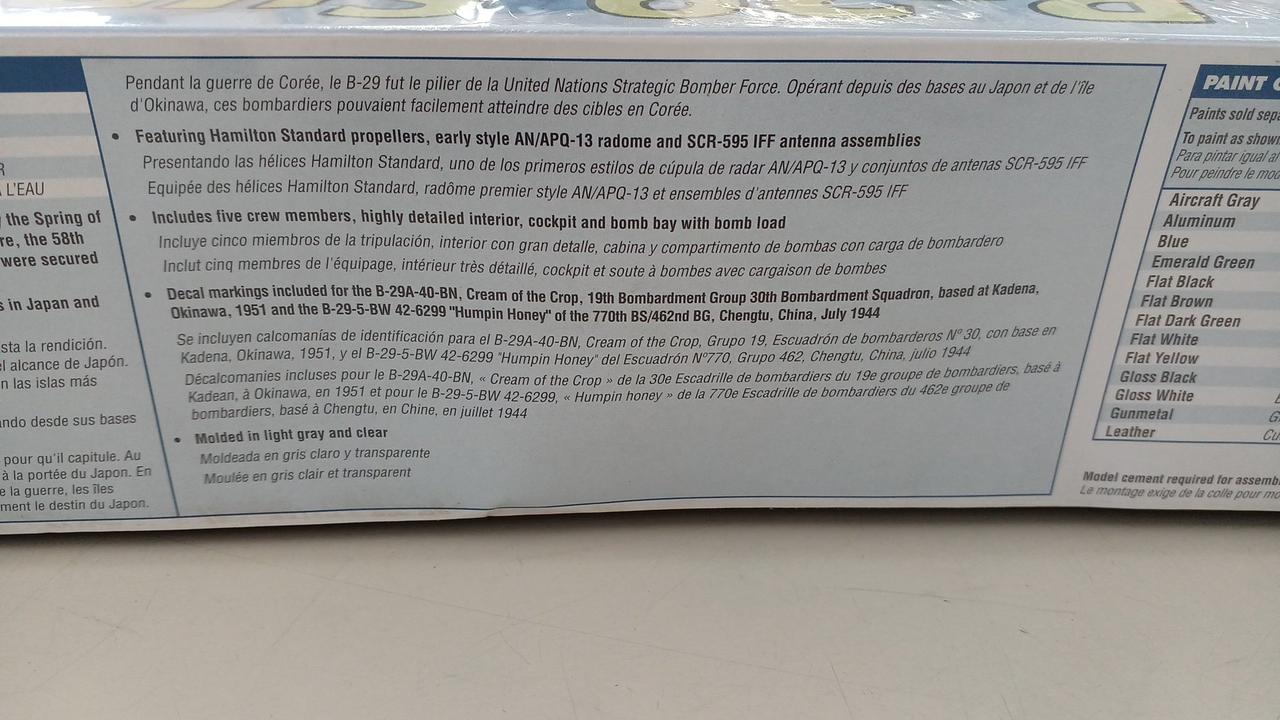 R
L'EAU
the Spring of
re, the 58th
were secured
s in Japan and
sta la rendición.
el alcance de Japón.
n las islas más
ando desde sus bases
pour qu'il capitule. Au
à la portée du Japon. En
e la guerre, les îles
ment le destin du Japon.
Pendant la guerre de Corée, le B-29 fut le pilier de la United Nations Strategic Bomber Force. Opérant depuis des bases au Japon et de l'île
d'Okinawa, ces bombardiers pouvaient facilement atteindre des cibles en Corée.
• Featuring Hamilton Standard propellers, early style AN/APQ-13 radome and SCR-595 IFF antenna assemblies
Presentando las hélices Hamilton Standard, uno de los primeros estilos de cúpula de radar AN/APQ-13 y conjuntos de antenas SCR-595 IFF
Equipée des hélices Hamilton Standard, radôme premier style AN/APQ-13 et ensembles d'antennes SCR-595 IFF
• Includes five crew members, highly detailed interior, cockpit and bomb bay with bomb load
Incluye cinco miembros de la tripulación, interior con gran detalle, cabina y compartimento de bombas con carga de bombardero
Inclut cinq membres de l'équipage, intérieur très détaillé, cockpit et soute à bombes avec cargaison de bombes
• Decal markings included for the B-29A-40-BN, Cream of the Crop, 19th Bombardment Group 30th Bombardment Squadron, based at Kadena,
Okinawa, 1951 and the B-29-5-BW 42-6299 "Humpin Honey" of the 770th BS/462nd BG, Chengtu, China, July 1944
Se incluyen calcomanías de identificación para el B-29A-40-BN, Cream of the Crop, Grupo 19, Escuadrón de bombarderos Nº 30, con base en
Kadena, Okinawa, 1951, y el B-29-5-BW 42-6299 "Humpin Honey" del Escuadrón Nº770, Grupo 462, Chengtu, China, julio 1944
Décalcomanies incluses pour le B-29A-40-BN, « Cream of the Crop » de la 30e Escadrille de bombardiers du 19e groupe de bombardiers, basé à
Kadean, à Okinawa, en 1951 et pour le B-29-5-BW 42-6299, « Humpin honey » de la 770e Escadrille de bombardiers du 462e groupe de
bombardiers, basé à Chengtu, en Chine, en juillet 1944
• Molded in light gray and clear
Moldeada en gris claro y transparente
Moulée en gris clair et transparent
PAINT
Paints sold sepa
To paint as shown
Para pintar igual al
Pour peindre le mod
Aircraft Gray
Aluminum
Blue
Emerald Green
Flat Black
Flat Brown
Flat Dark Green
Flat White
Flat Yellow
Gloss Black
Gloss White
Gunmetal
Leather
Model cement required for assemb
Le montage exige de la colle pour mo